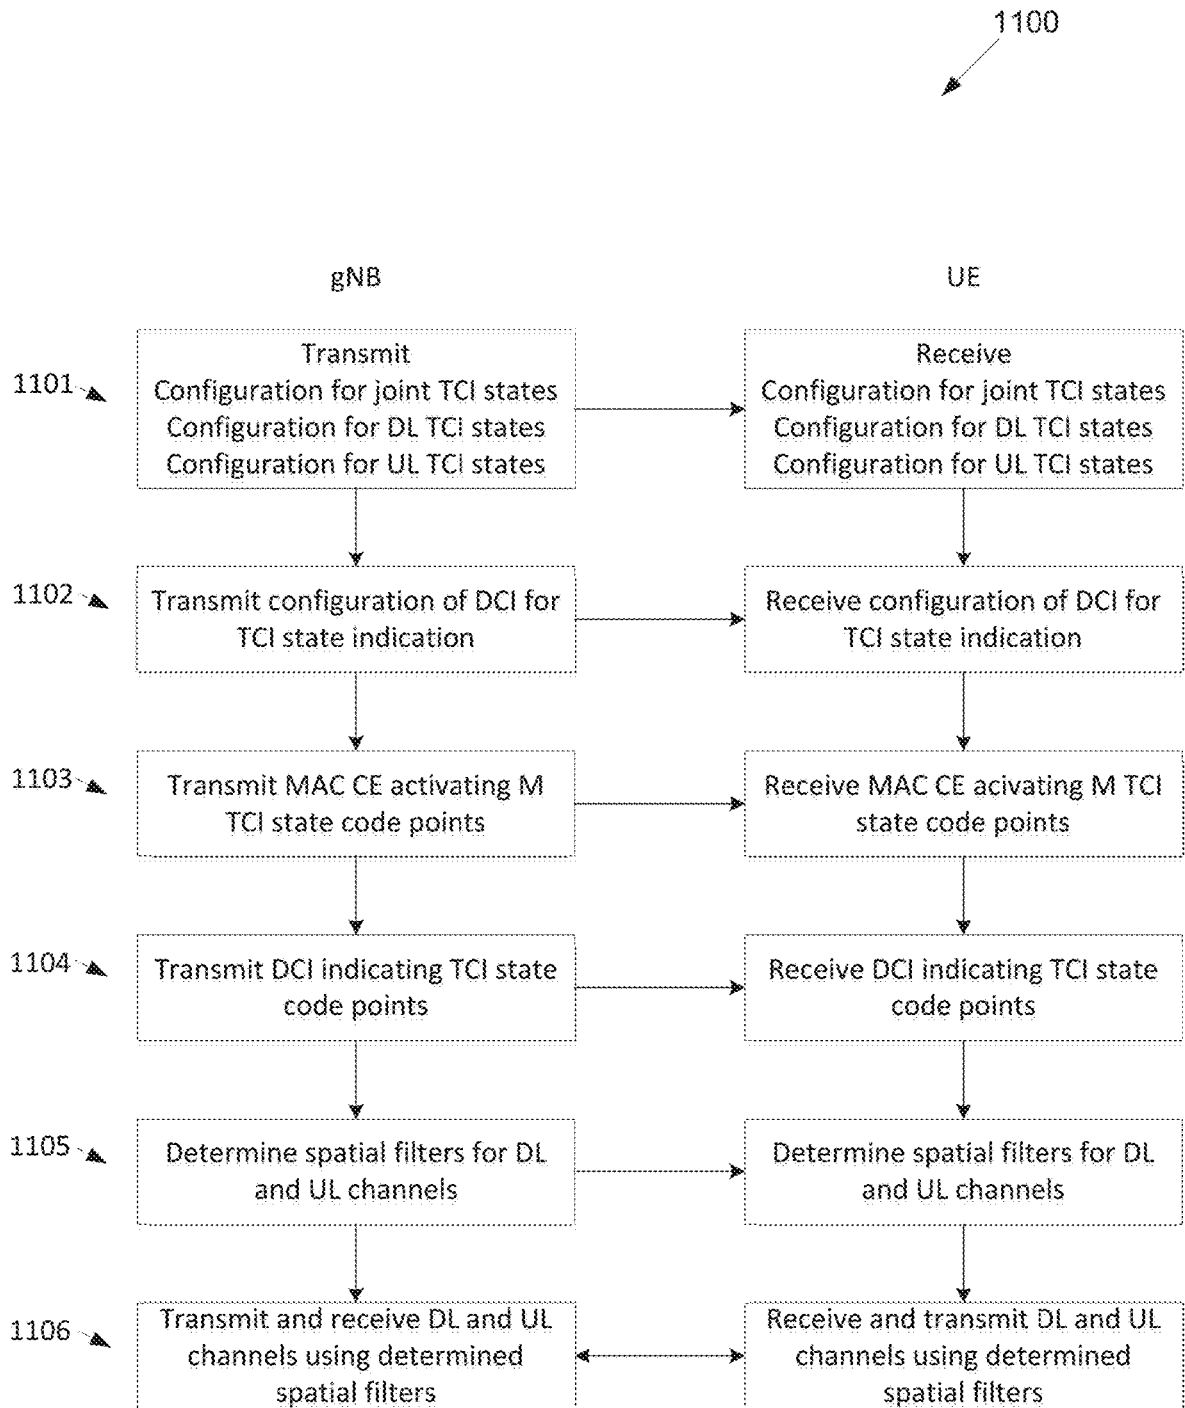 1100
gNB
UE
1101
Transmit
Configuration for joint TCI states
Configuration for DL TCI states
Configuration for UL TCI states
Receive
Configuration for joint TCI states
Configuration for DL TCI states
Configuration for UL TCI states
1102
Transmit configuration of DCI for
TCI state indication
Receive configuration of DCI for
TCI state indication
1103
Transmit MAC CE activating M
TCI state code points
Receive MAC CE acivating M TCI
state code points
1104
Transmit DCI indicating TCI state
code points
Receive DCI indicating TCI state
code points
1105
Determine spatial filters for DL
and UL channels
Determine spatial filters for DL
and UL channels
1106
Transmit and receive DL and UL
channels using determined
spatial filters
Receive and transmit DL and UL
channels using determined
spatial filters